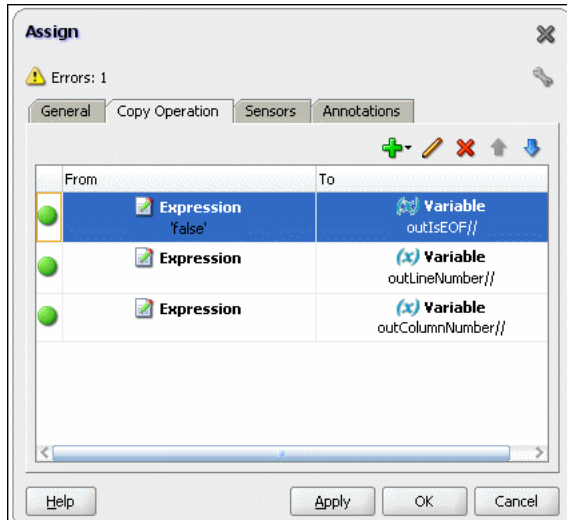 Assign
Errors: 1
General Copy Operation Sensors Annotations
From To
Expression (x) Variable
'false' outIsEOF//
Expression (x) Variable
outLineNumber//
Expression (x) Variable
outColumnNumber//
Help Apply OK Cancel